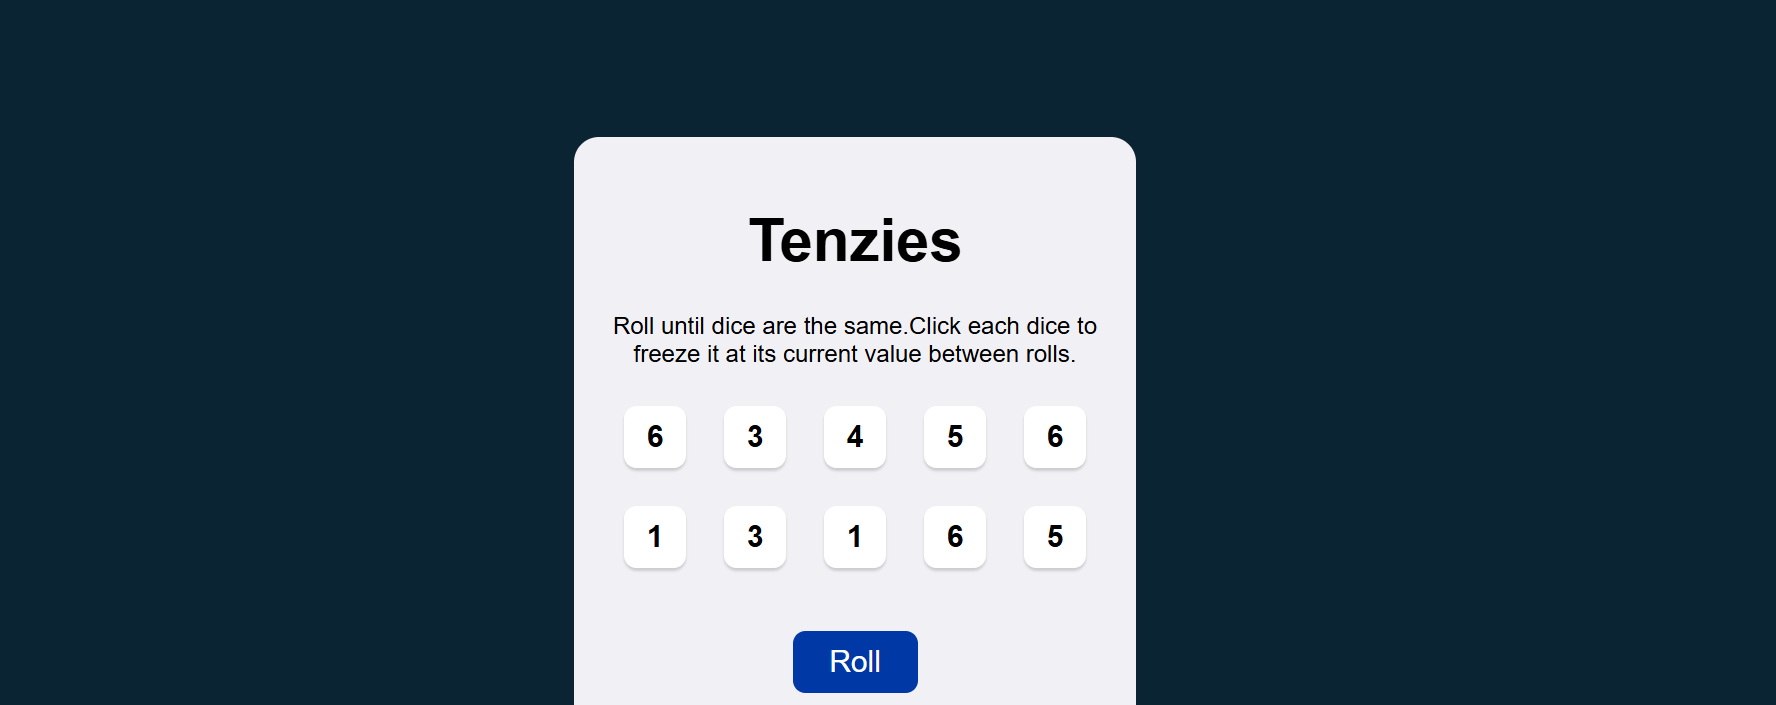 Tenzies
Roll until dice are the same.Click each dice to
freeze it at its current value between rolls.
6 3 4 5 6
1 3 1 6 5
Roll